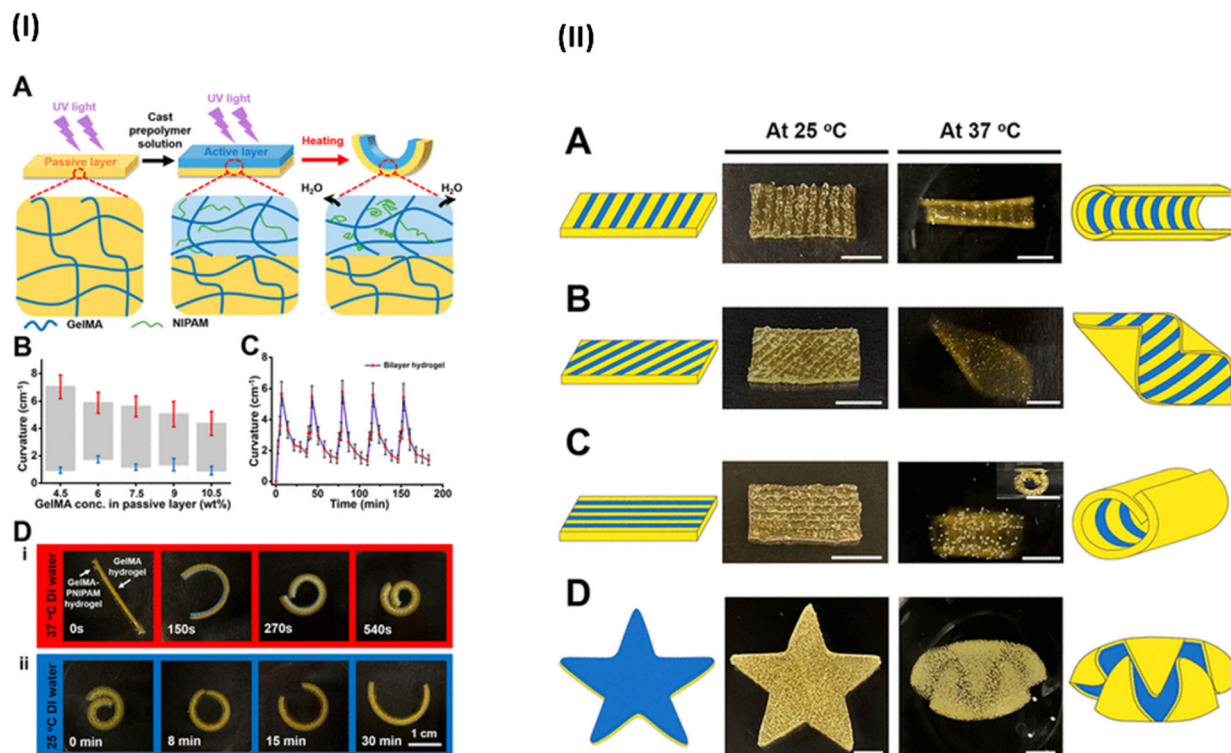 (I)
A
UV light
Cast
prepolymer
solution
UV light
Heating
Passive layer
Active layer
H₂O
H₂O
GelMA
NIPAM
B
Curvature (cm⁻¹)
8
6
4
2
0
4.5 6 7.5 9 10.5
GelMA conc. in passive layer (wt%)
C
Bilayer hydrogel
Curvature (cm⁻¹)
8
6
4
2
0
0 50 100 150 200
Time (min)
D
i
37 °C DI water
GelMA-
PNIPAM
hydrogel
GelMA
hydrogel
0s
150s
270s
540s
ii
25 °C DI water
0 min
8 min
15 min
30 min
1 cm
(II)
At 25 °C
At 37 °C
A
B
C
D